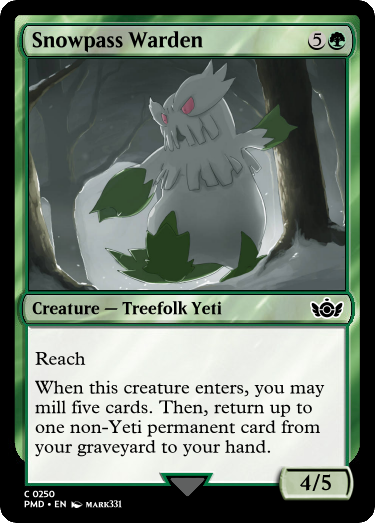 Snowpass Warden 5
Creature — Treefolk Yeti
Reach
When this creature enters, you may
mill five cards. Then, return up to
one non-Yeti permanent card from
your graveyard to your hand.
4/5
C 0250
PMD • EN MARK331